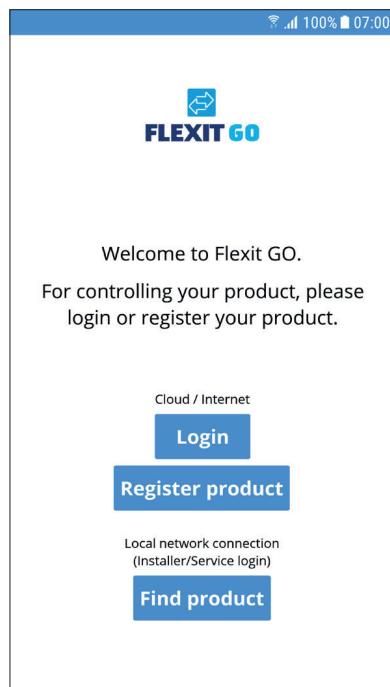 100% 07:00
FLEXIT GO
Welcome to Flexit GO.
For controlling your product, please
login or register your product.
Cloud / Internet
Login
Register product
Local network connection
(Installer/Service login)
Find product